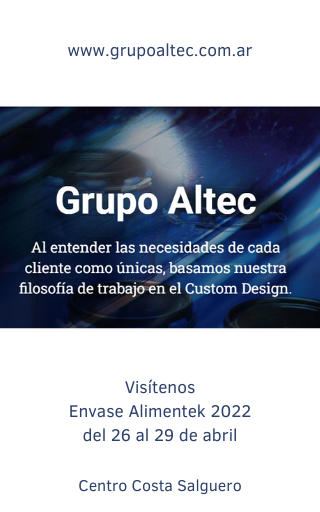 www.grupoaltec.com.ar
Grupo Altec
Al entender las necesidades de cada
cliente como únicas, basamos nuestra
filosofía de trabajo en el Custom Design.
Visítenos
Envase Alimentek 2022
del 26 al 29 de abril
Centro Costa Salguero